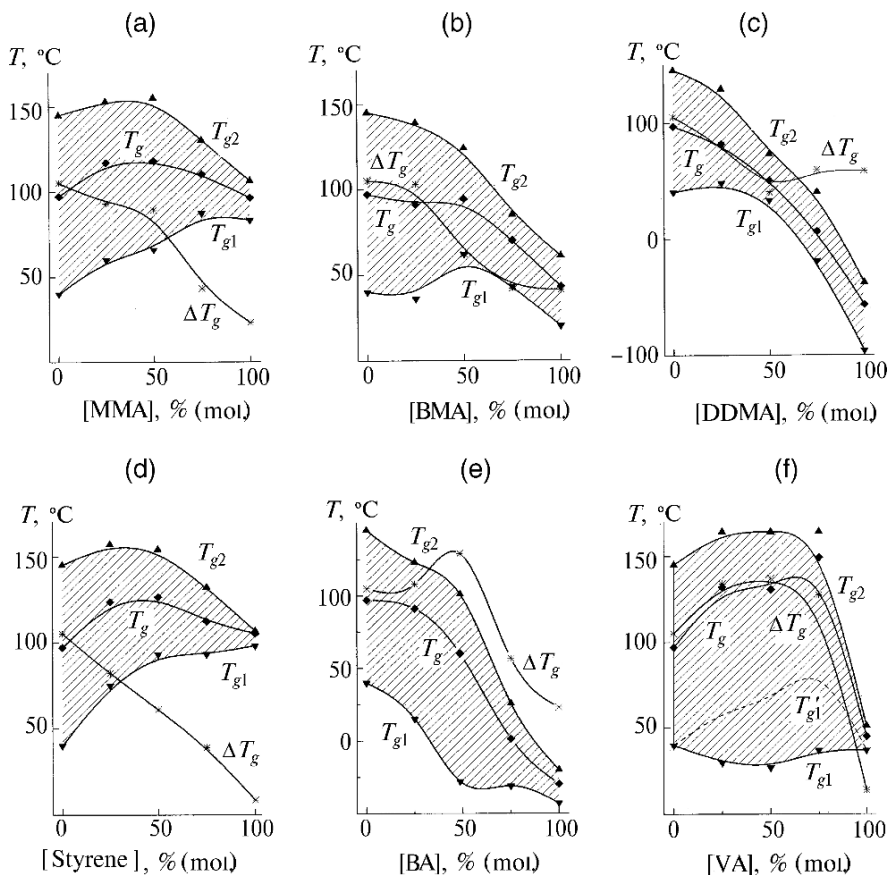 (a)
T, °C
150
100
50
Tg2
Tg
Tg1
ΔTg
0 50 100
[MMA], % (mol.)
(b)
T, °C
150
100
50
ΔTg
Tg2
Tg
Tg1
0 50 100
[BMA], % (mol.)
(c)
T, °C
100
0
−100
Tg2
Tg
ΔTg
Tg1
0 50 100
[DDMA], % (mol.)
(d)
T, °C
150
100
50
Tg2
Tg
Tg1
ΔTg
0 50 100
[Styrene], % (mol.)
(e)
T, °C
100
50
0
Tg2
Tg
ΔTg
Tg1
0 50 100
[BA], % (mol.)
(f)
T, °C
150
100
50
Tg2
Tg
ΔTg
Tg1′
Tg1
0 50 100
[VA], % (mol.)